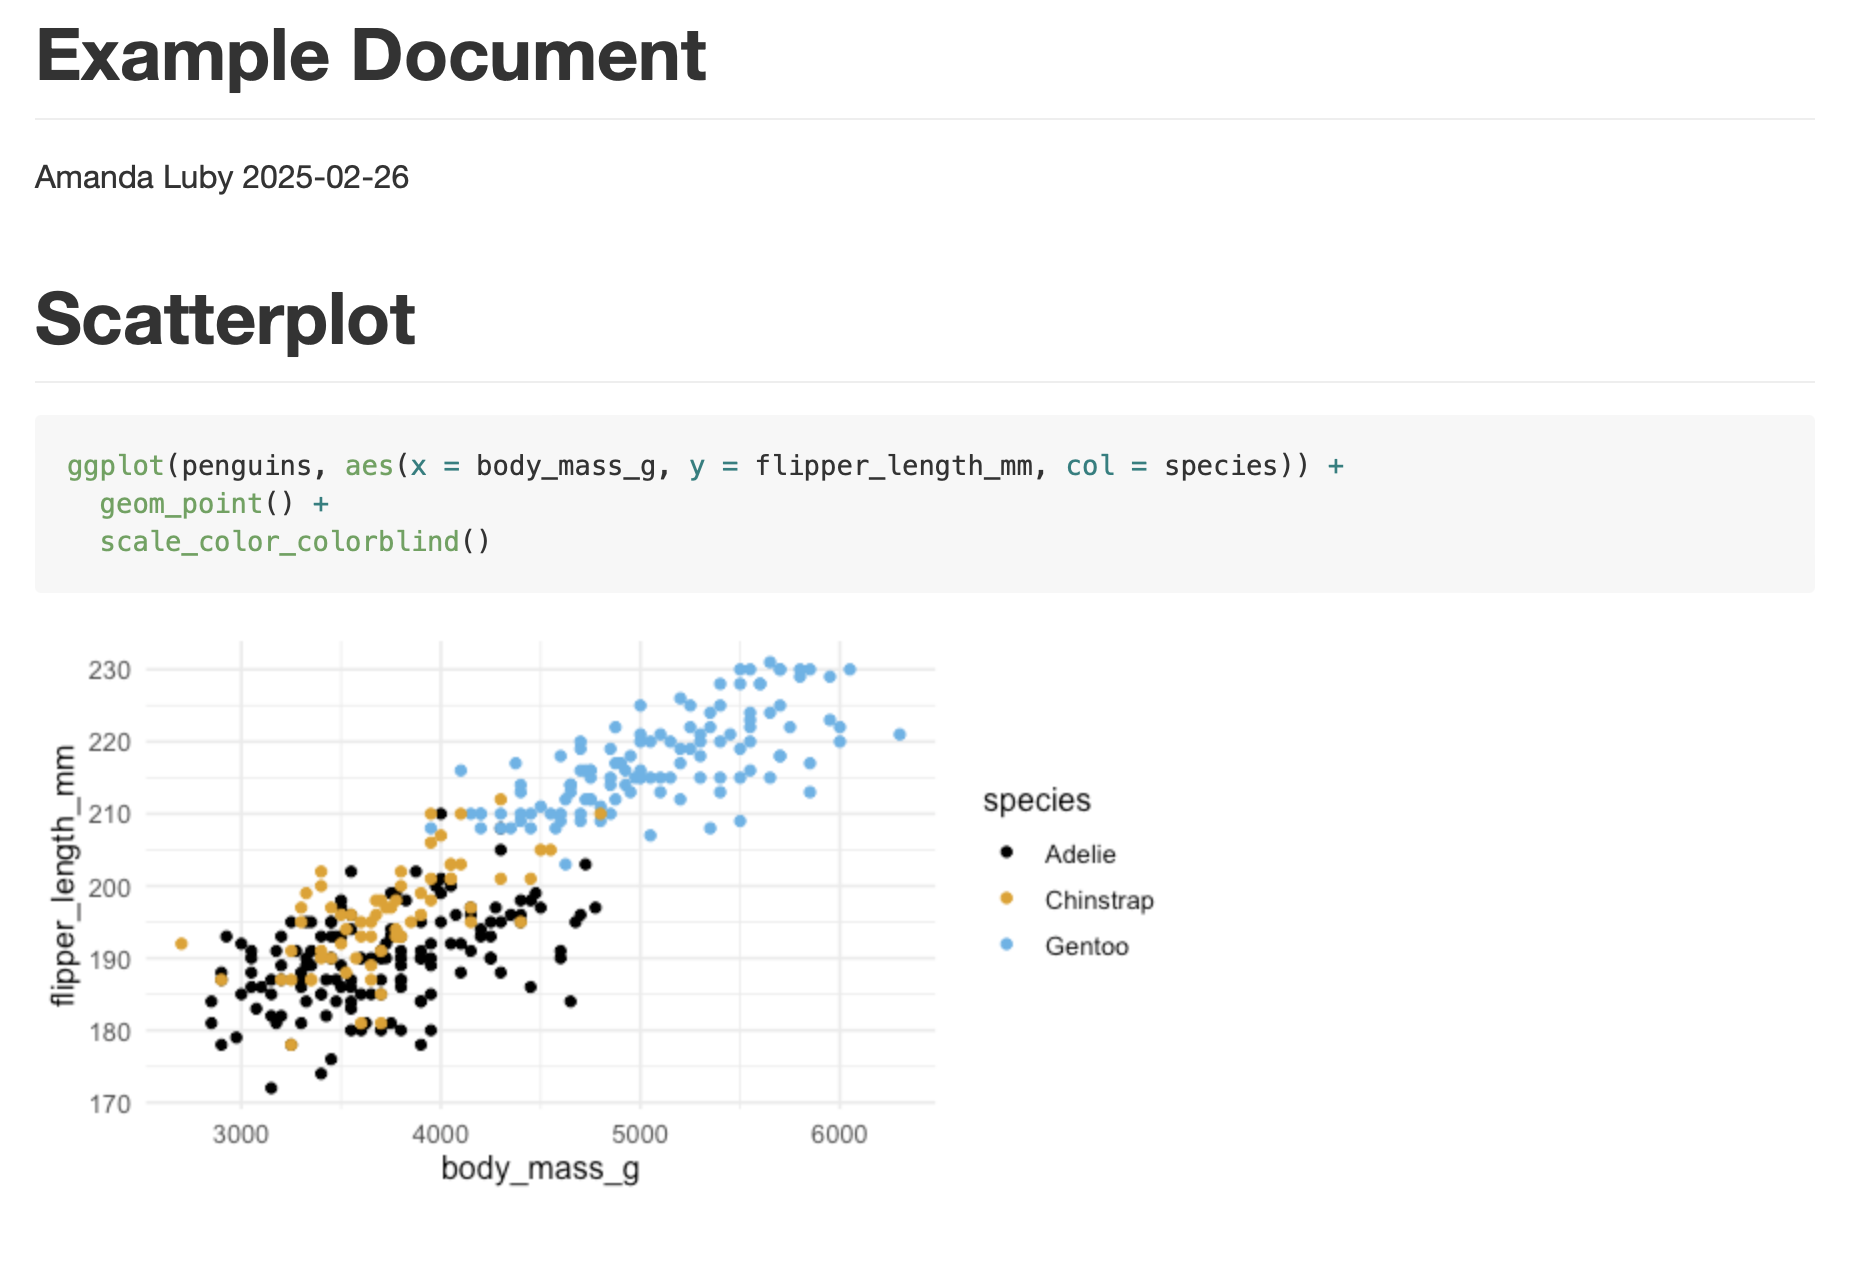 Example Document
Amanda Luby 2025-02-26
Scatterplot
ggplot(penguins, aes(x = body_mass_g, y = flipper_length_mm, col = species)) +
  geom_point() +
  scale_color_colorblind()
230
220
210
200
190
180
170
flipper_length_mm
3000 4000 5000 6000
body_mass_g
species
Adelie
Chinstrap
Gentoo